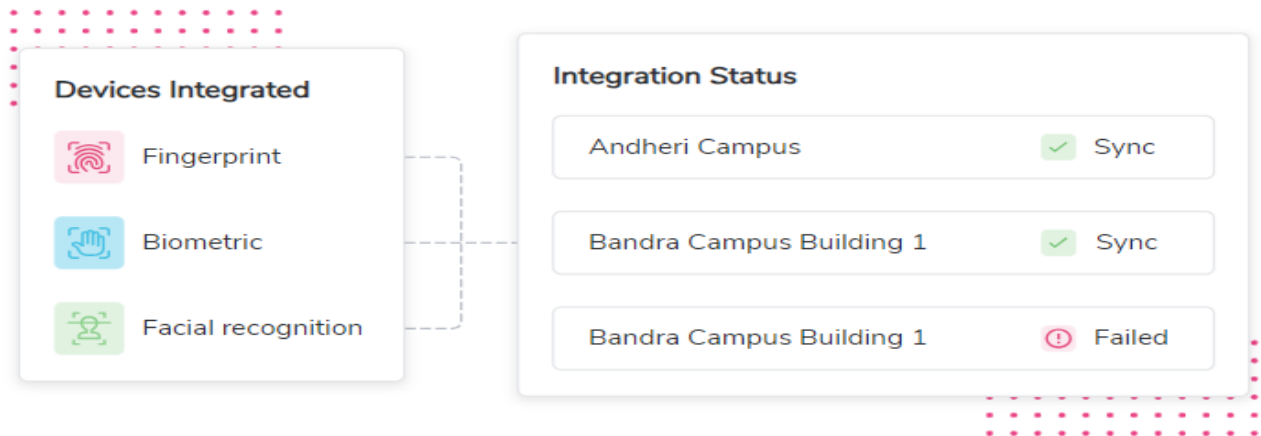 Devices Integrated
Fingerprint
Biometric
Facial recognition
Integration Status
Andheri Campus Sync
Bandra Campus Building 1 Sync
Bandra Campus Building 1 Failed